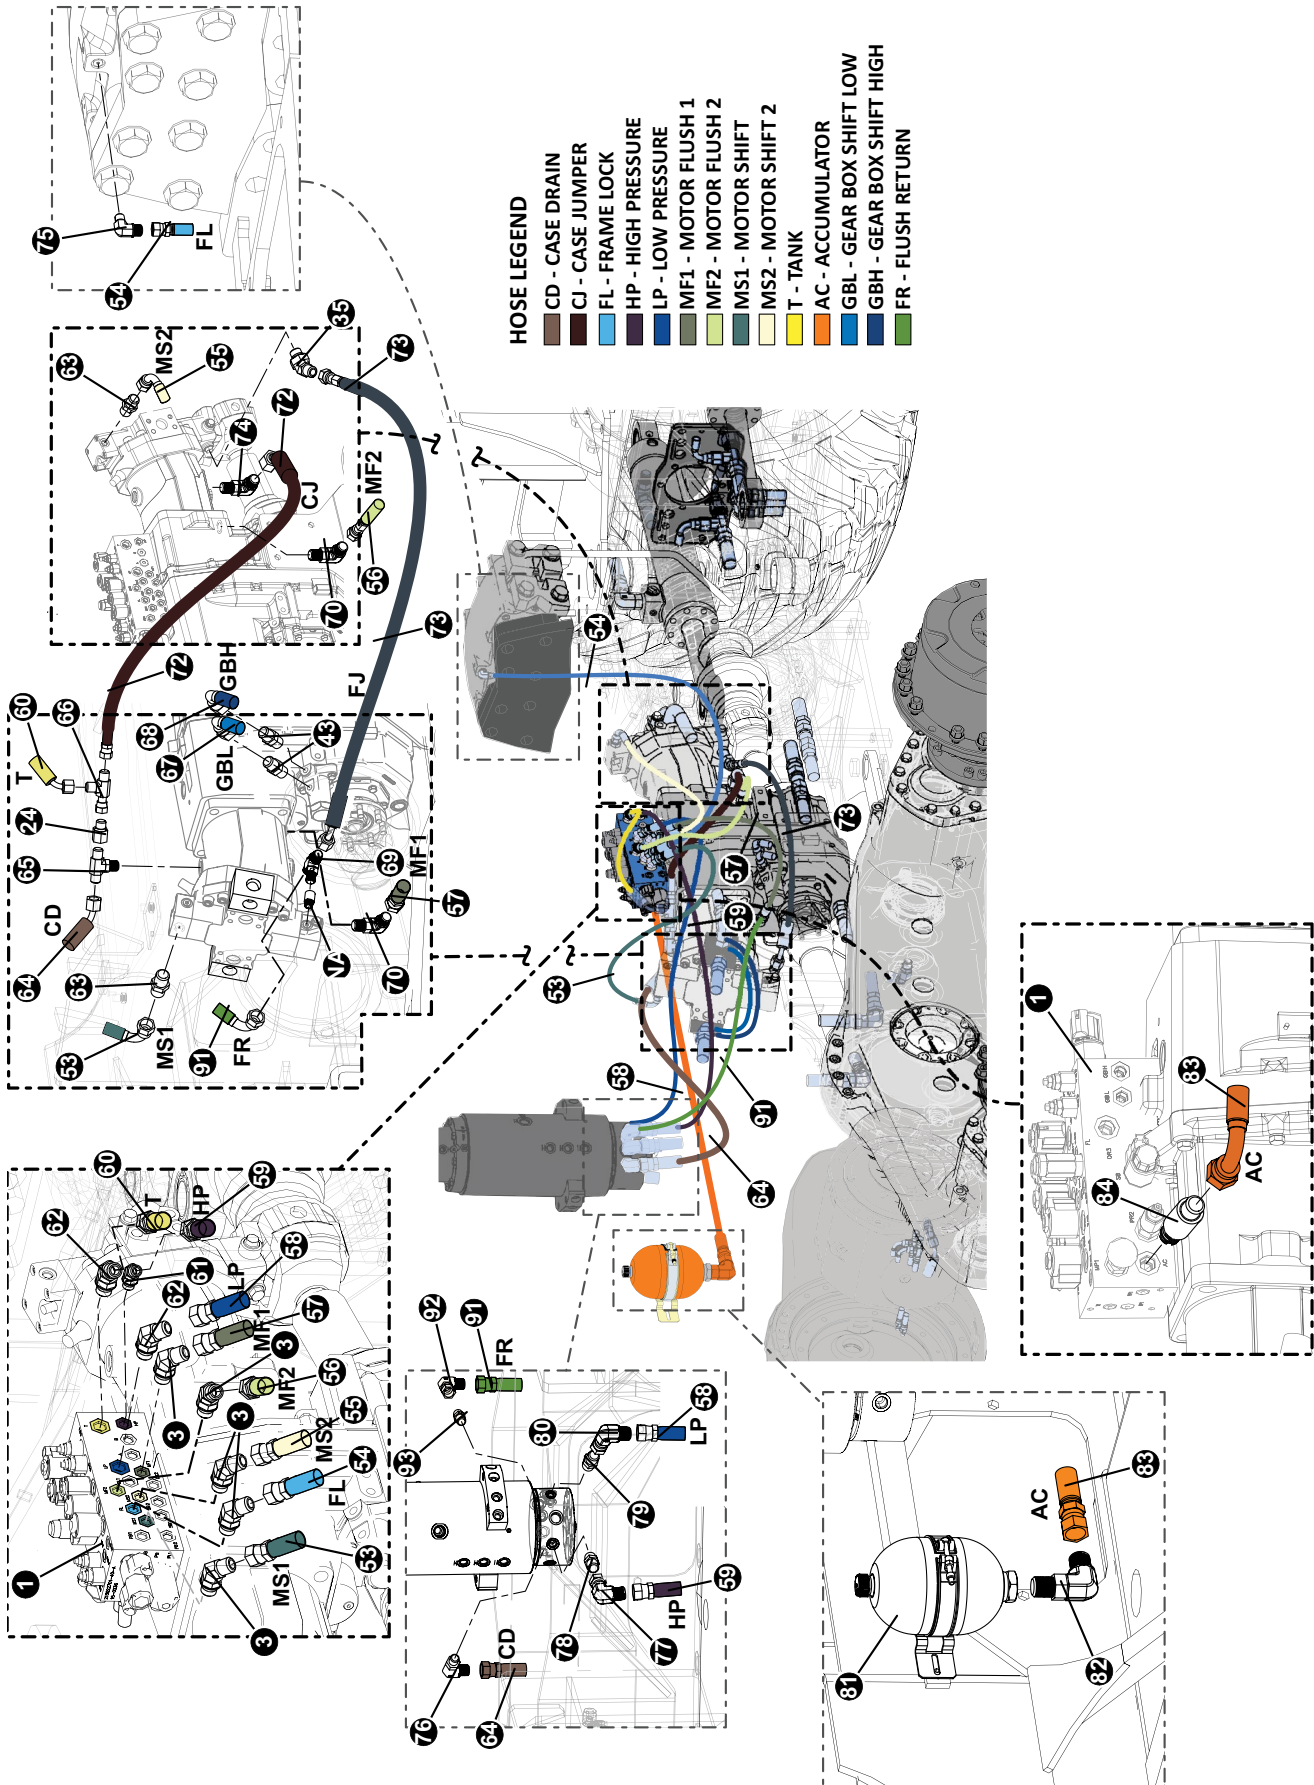 HOSE LEGEND
CD - CASE DRAIN
CJ - CASE JUMPER
FL - FRAME LOCK
HP - HIGH PRESSURE
LP - LOW PRESSURE
MF1 - MOTOR FLUSH 1
MF2 - MOTOR FLUSH 2
MS1 - MOTOR SHIFT
MS2 - MOTOR SHIFT 2
T - TANK
AC - ACCUMULATOR
GBL - GEAR BOX SHIFT LOW
GBH - GEAR BOX SHIFT HIGH
FR - FLUSH RETURN
75
54
FL
63
MS2
55
35
73
74
72
CJ
MF2
56
70
72
73
FJ
60
T
66
24
65
CD
64
68
GBH
67
GBL
43
63
53
MS1
91
FR
NA
69
MF1
57
70
54
73
57
59
53
58
91
64
60
T
59
HP
62
61
58
LP
62
57
MF1
3
3
56
MF2
3
55
MS2
54
FL
1
53
MS1
3
92
91
FR
93
80
58
LP
79
78
77
59
HP
76
64
CD
1
83
84
AC
GBH
GBL
FL
AC
MP1
AC
83
81
82